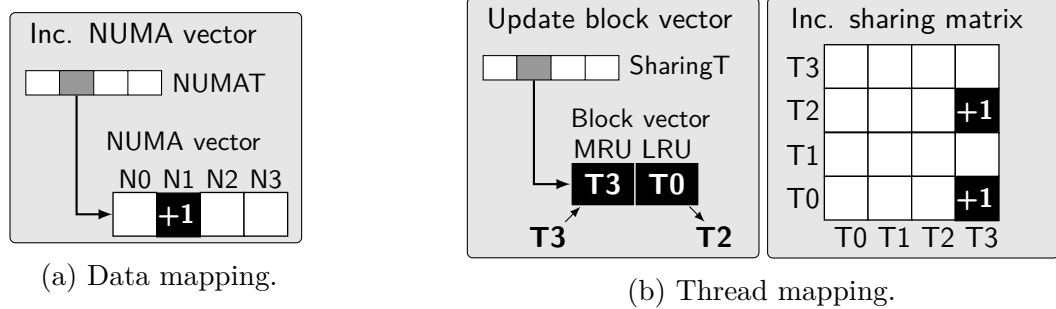 Inc. NUMA vector
NUMAT
NUMA vector
N0 N1 N2 N3
+1
(a) Data mapping.
Update block vector
SharingT
Block vector
MRU LRU
T3 T0
T3 T2
Inc. sharing matrix
T3
T2 +1
T1
T0 +1
T0 T1 T2 T3
(b) Thread mapping.